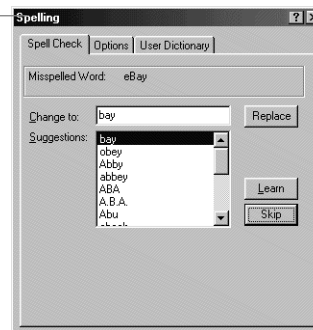 Spelling
Spell Check Options User Dictionary
Misspelled Word: eBay
Change to: bay Replace
Suggestions: bay
obey
Abby
abbey
ABA Learn
A.B.A.
Abu Skip